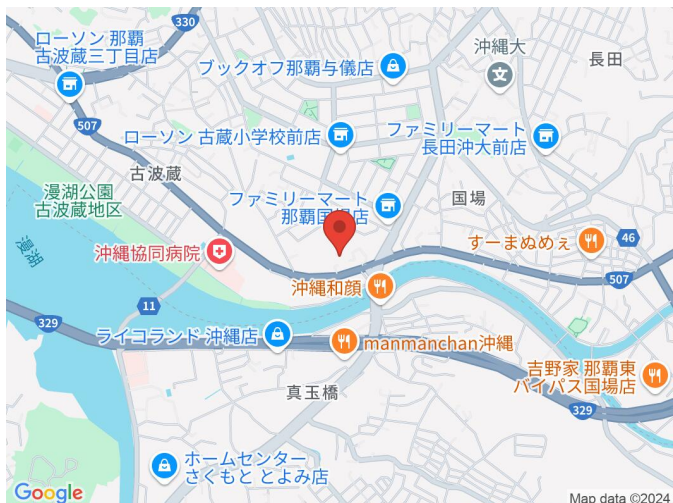 330
ローソン 那覇
古波蔵三丁目店
沖縄大
長田
ブックオフ那覇与儀店
507
ローソン 古蔵小学校前店
ファミリーマート
長田沖大前店
古波蔵
漫湖公園
古波蔵地区
ファミリーマート
那覇国場店
国場
漫湖
沖縄協同病院
すーまぬめぇ
46
沖縄和顔
507
11
329
ライコランド 沖縄店
manmanchan沖縄
吉野家 那覇東
バイパス国場店
真玉橋
329
ホームセンター
さくもと とよみ店
Google
Map data ©2024